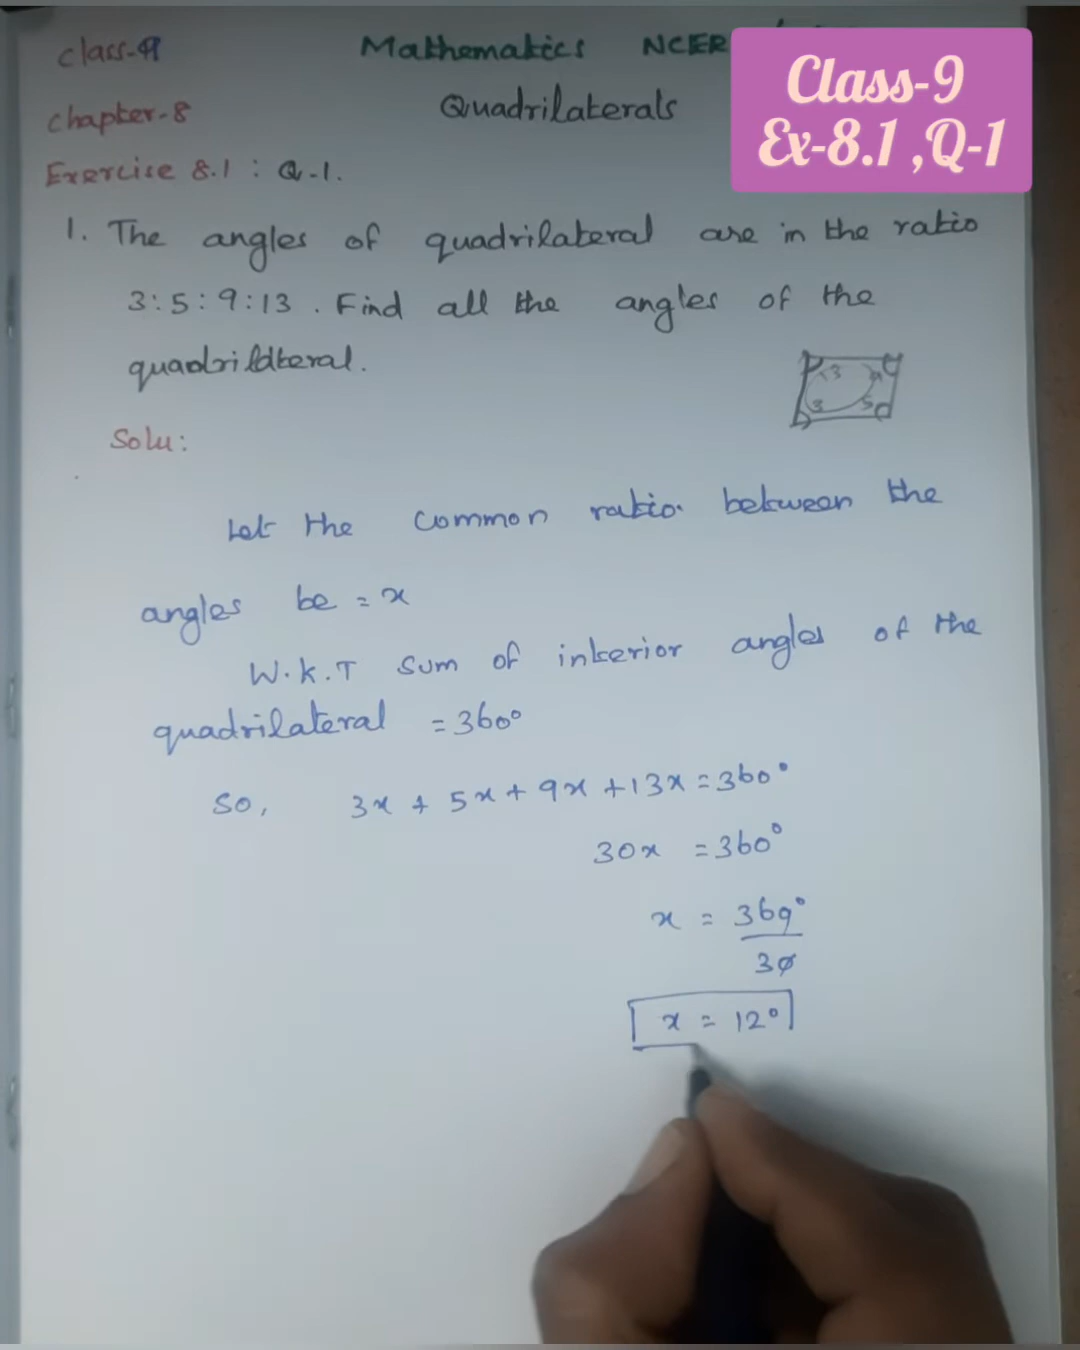 class-9
Mathematics NCER
Class-9
Ex-8.1 ,Q-1
chapter-8
Quadrilaterals
Exercise 8.1 : Q-1.
1. The angles of quadrilateral are in the ratio
3:5:9:13 . Find all the angles of the
quadrilateral.
Solu:
Let the common ratio between the
angles be = x
W.K.T sum of interior angles of the
quadrilateral = 360°
So, 3x + 5x + 9x + 13x = 360°
30x = 360°
x = 360°
30
x = 12°